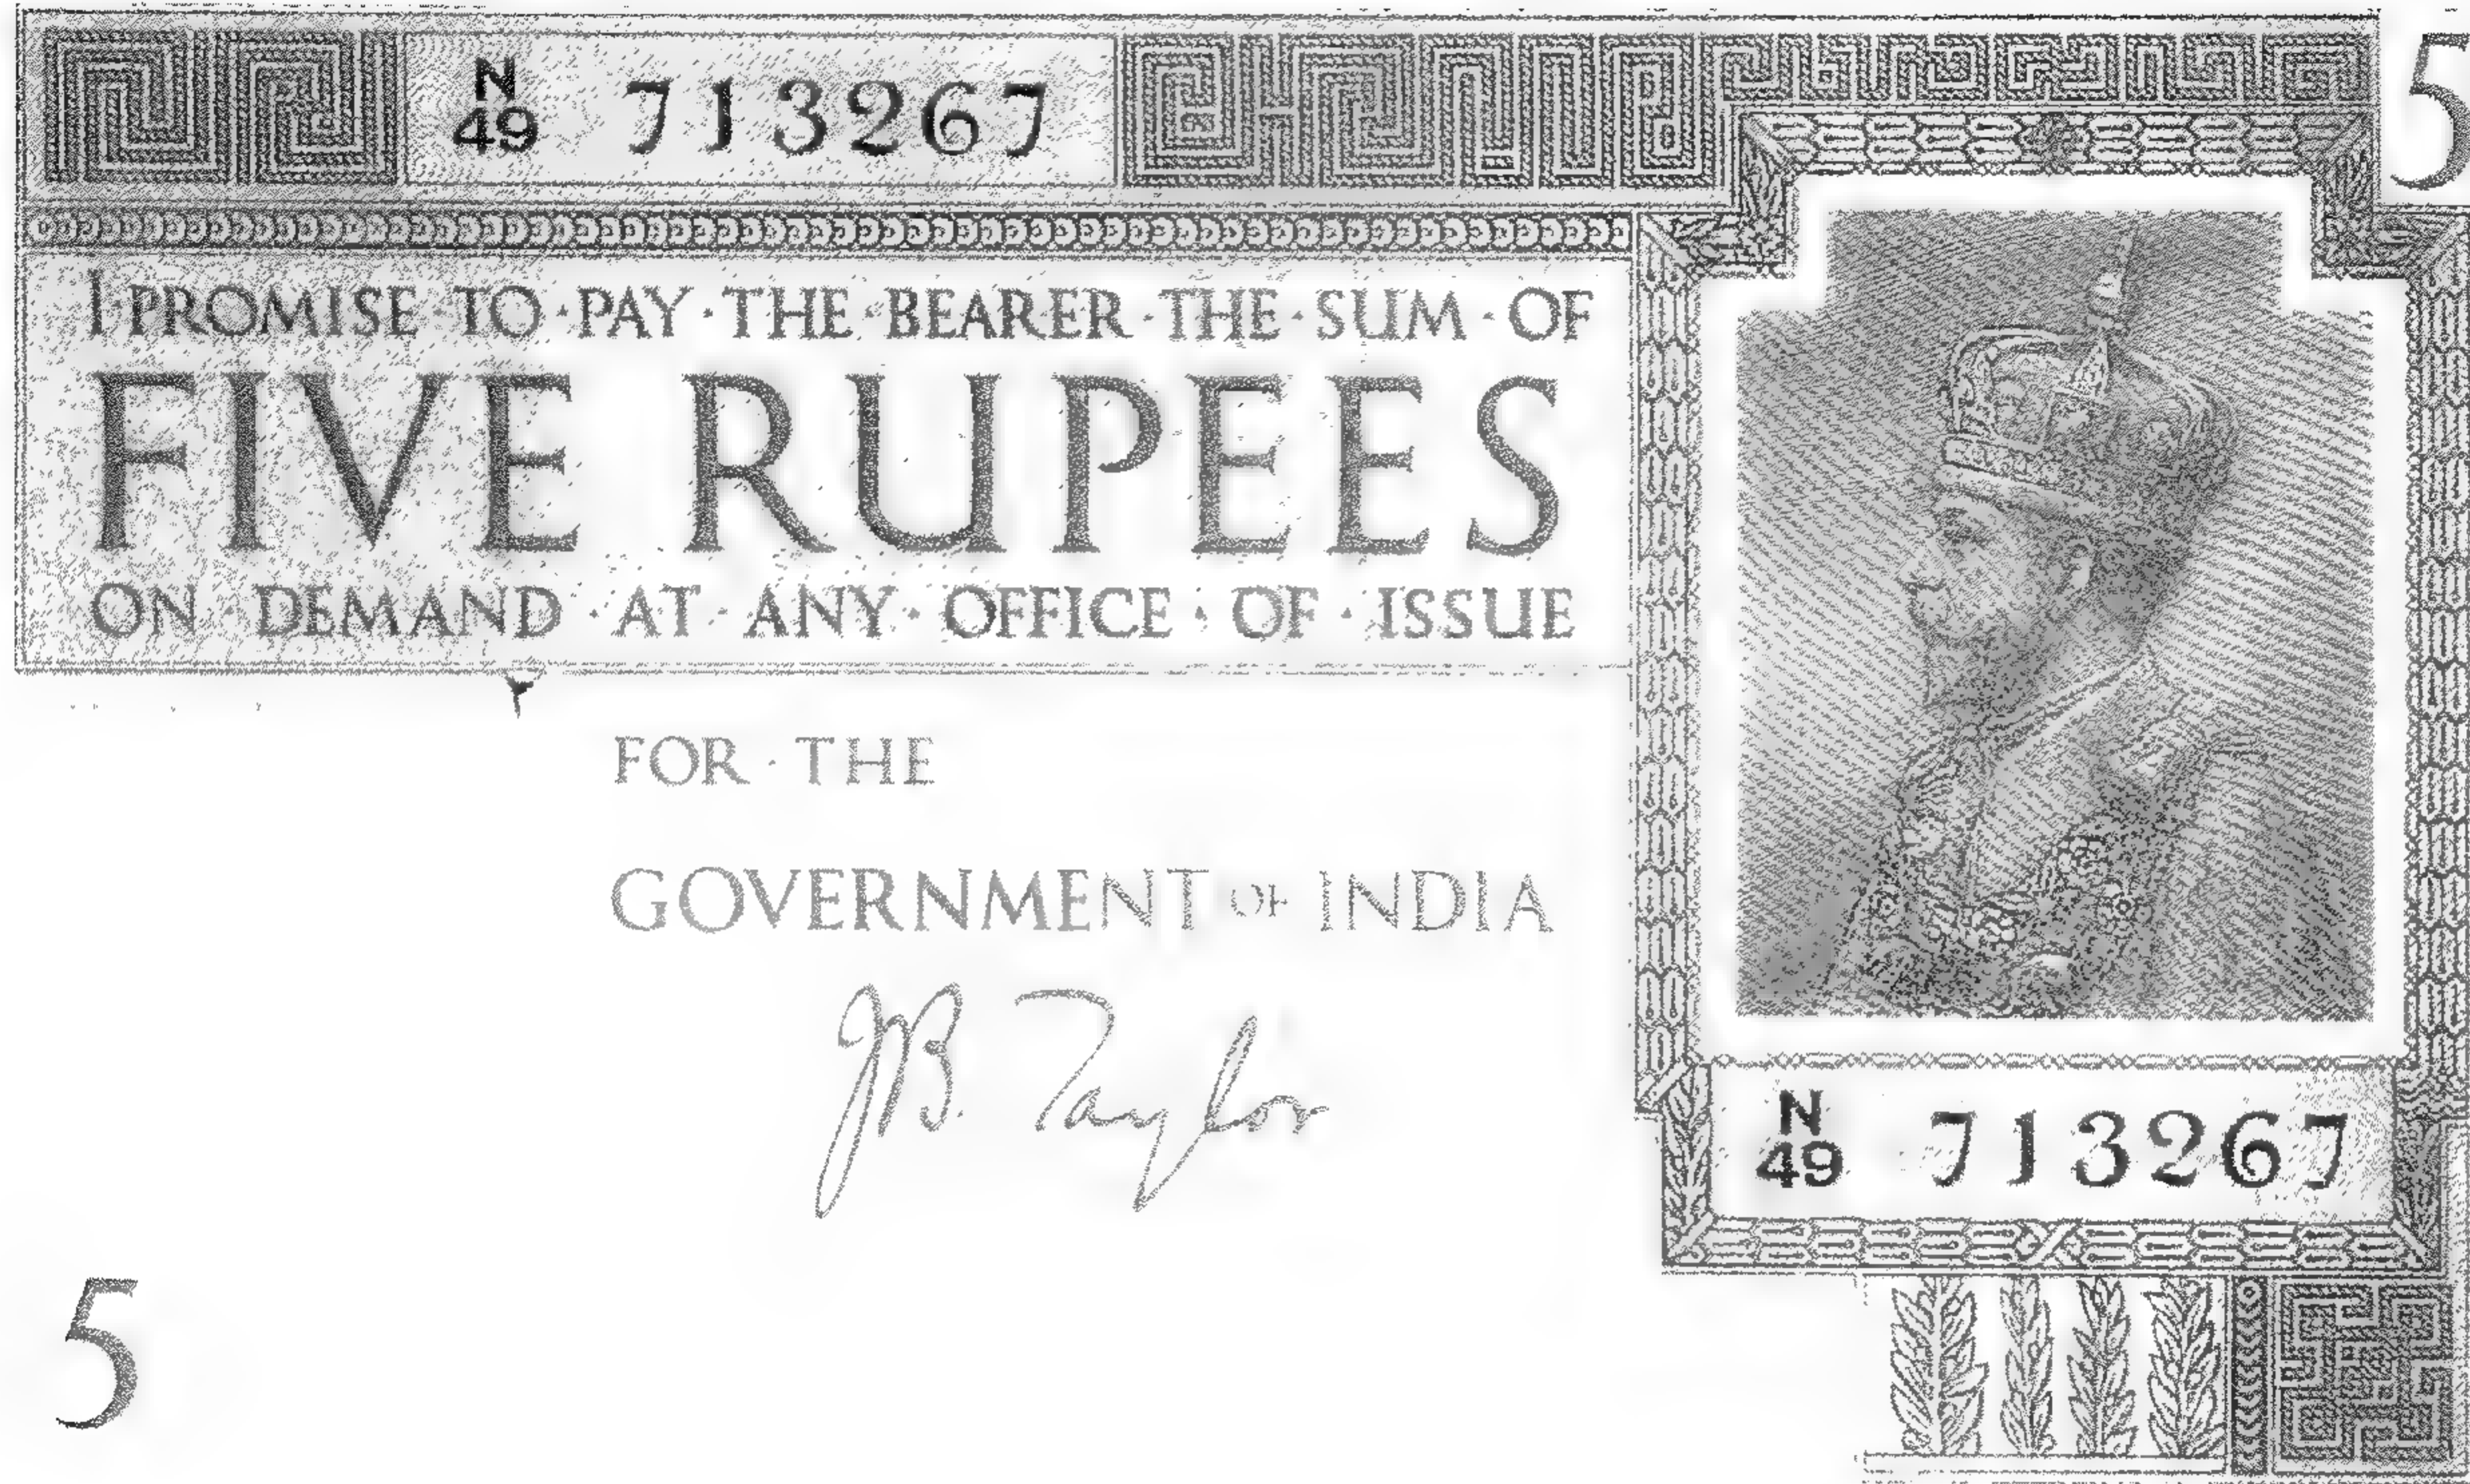 N
49 713267
5
I·PROMISE·TO·PAY·THE·BEARER·THE·SUM·OF
FIVE RUPEES
ON·DEMAND·AT·ANY·OFFICE·OF·ISSUE
FOR·THE
GOVERNMENT OF INDIA
JB. Taylor
N
49 713267
5